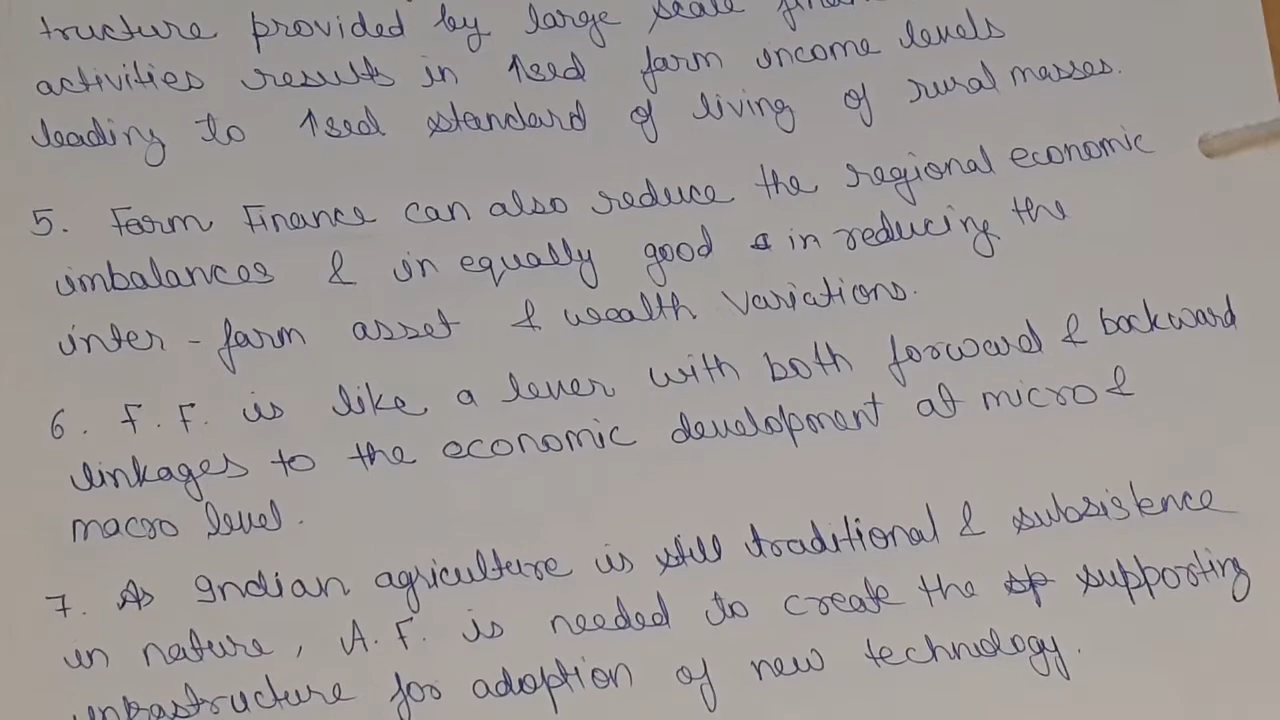 tructure provided by large scale
activities results in ↑sed farm income levels
leading to ↑sed standard of living of rural masses.
5. Farm Finance can also reduce the regional economic
imbalances & in equally good in reducing the
inter-farm asset & wealth variations.
6. F.F. is like a lever with both forward & backward
linkages to the economic development at micro &
macro level.
7. As Indian agriculture is still traditional & subsistence
in nature, A.F. is needed to create the supporting
infrastructure for adoption of new technology.